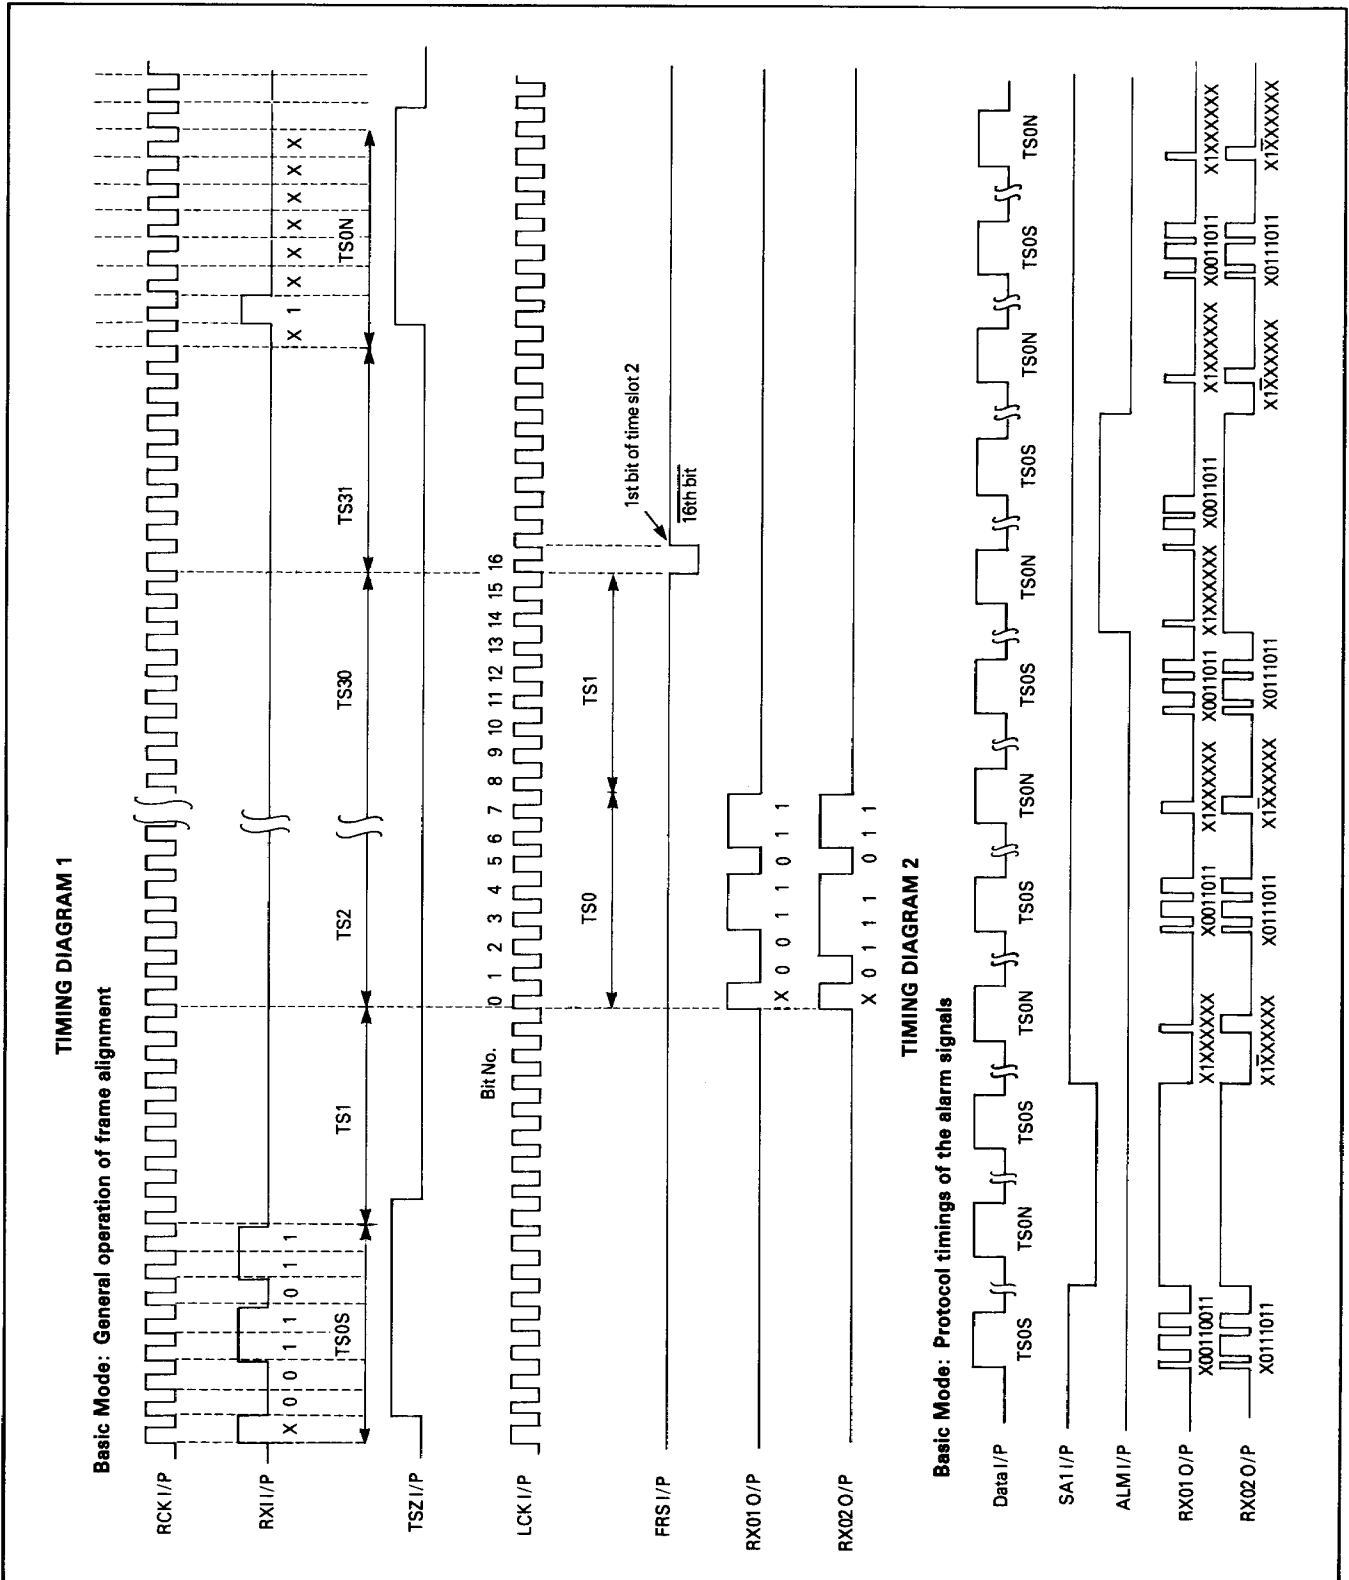 TIMING DIAGRAM 1
Basic Mode: General operation of frame alignment
RCK I/P
RXI I/P
X 0 0 1 1 0 1 1
X 1 X X X X X X
TS0S
TS1
TS2
TS30
TS31
TS0N
TSZ I/P
Bit No.
0 1 2 3 4 5 6 7 8 9 10 11 12 13 14 15 16
LCK I/P
TS0
TS1
1st bit of time slot 2
16th bit
FRS I/P
RX01 O/P
X 0 0 1 1 0 1 1
RX02 O/P
X 0 1 1 1 0 1 1
TIMING DIAGRAM 2
Basic Mode: Protocol timings of the alarm signals
Data I/P
TS0S TS0N TS0S TS0N TS0S TS0N TS0S TS0N TS0S TS0N TS0S TS0N
SA1 I/P
ALM I/P
RX01 O/P
X00110011 X1XXXXXX X0011011 X1XXXXXX X0011011 X1XXXXXX X0011011 X1XXXXXX X0011011 X1XXXXXX
RX02 O/P
X0111011 X1X̅XXXXX X0111011 X1X̅XXXXX X0111011 X1X̅XXXXX X0111011 X1X̅XXXXX